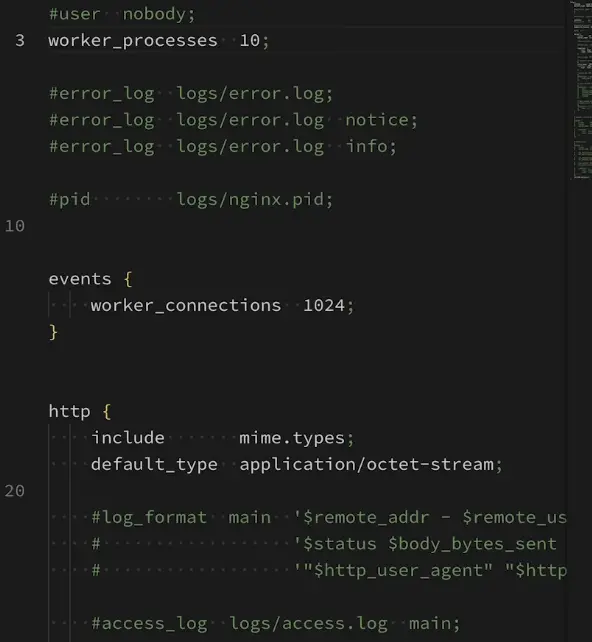 #user  nobody;
3 worker_processes  10;
#error_log  logs/error.log;
#error_log  logs/error.log  notice;
#error_log  logs/error.log  info;
#pid        logs/nginx.pid;
10
events {
    worker_connections  1024;
}
http {
    include       mime.types;
    default_type  application/octet-stream;
20
    #log_format  main  '$remote_addr - $remote_us
    #                  '$status $body_bytes_sent
    #                  '"$http_user_agent" "$http
    #access_log  logs/access.log  main;